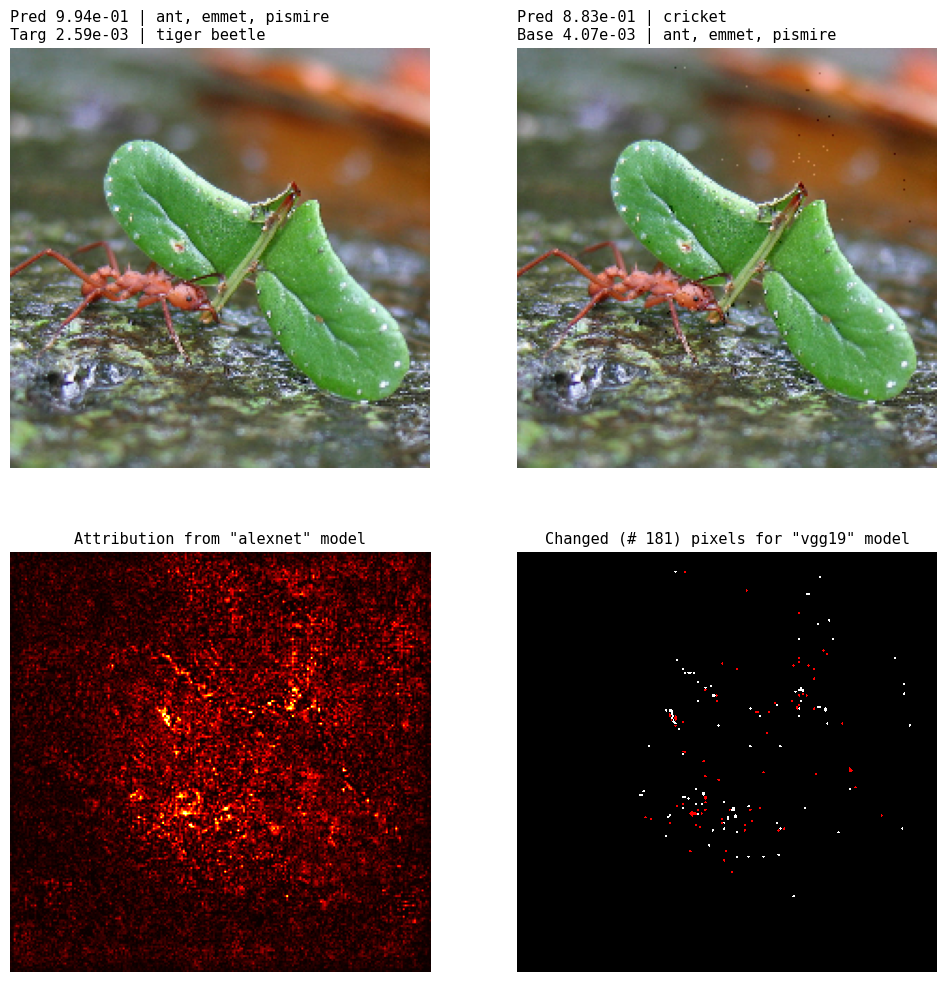 Pred 9.94e-01 | ant, emmet, pismire
Targ 2.59e-03 | tiger beetle
Pred 8.83e-01 | cricket
Base 4.07e-03 | ant, emmet, pismire
Attribution from "alexnet" model
Changed (# 181) pixels for "vgg19" model